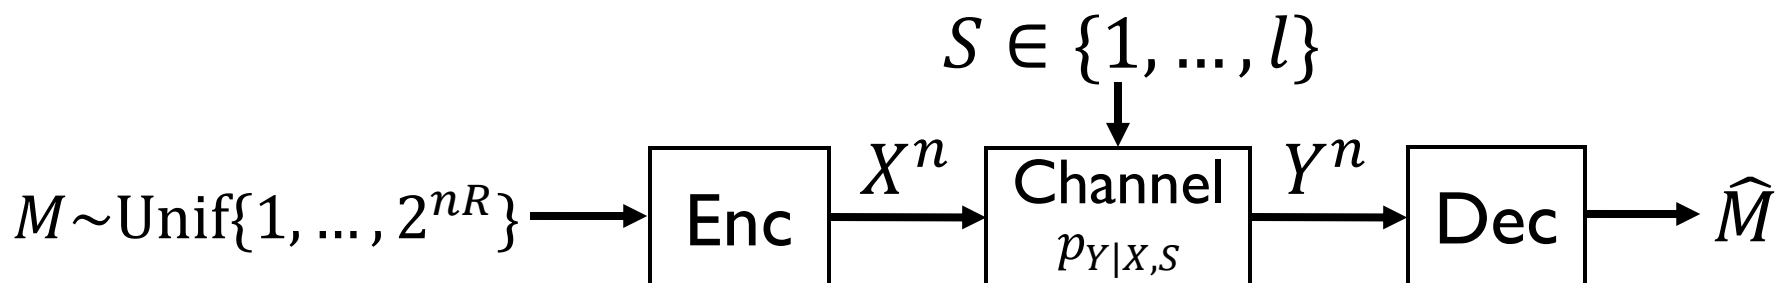 S ∈ {1, …, l}
M~Unif{1, …, 2^{nR}}
Enc
X^n
Channel
p_{Y|X,S}
Y^n
Dec
M̂